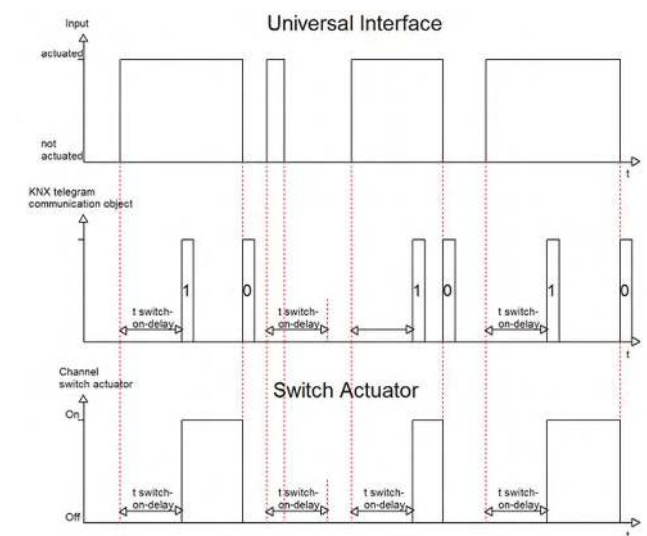 Universal Interface
Input
actuated
not
actuated
t
KNX telegram
communication object
1
0
1
0
1
0
t switch-
on-delay
t switch-
on-delay
t switch-
on-delay
t
Channel
switch actuator
Switch Actuator
On
t switch-
on-delay
t switch-
on-delay
t switch-
on-delay
t switch-
on-delay
Off
t